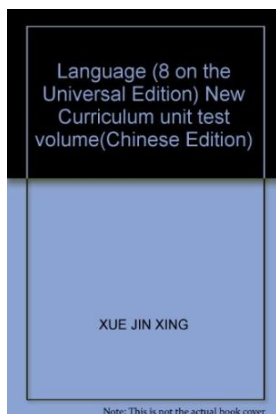 Language (8 on the
Universal Edition) New
Curriculum unit test
volume(Chinese Edition)
XUE JIN XING
Note: This is not the actual book cover